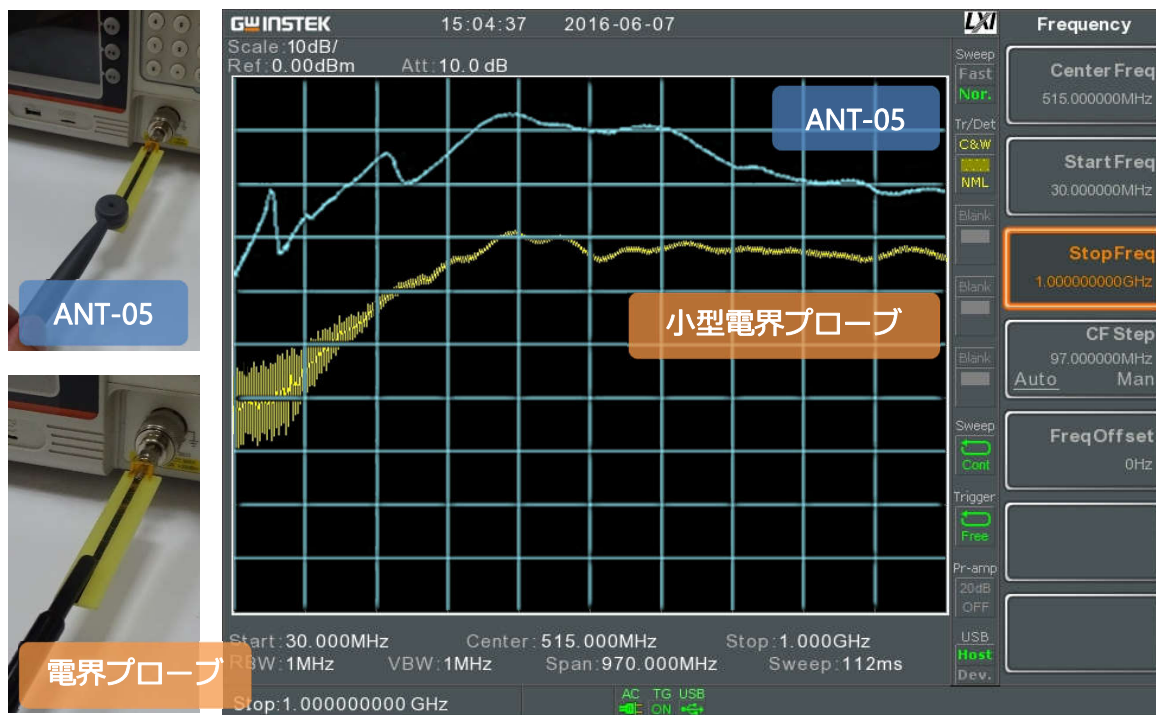 GWINSTEK 15:04:37 2016-06-07 LXI
Scale:10dB/
Ref:0.00dBm Att:10.0 dB
ANT-05
小型電界プローブ
ANT-05
電界プローブ
Sweep
Fast
Nor.
Tr/Det
C&W
NML
Blank
Blank
Blank
Sweep
Cont
Trigger
Free
Pr-amp
20dB
OFF
USB
Host
Dev.
Frequency
Center Freq
515.000000MHz
Start Freq
30.000000MHz
Stop Freq
1.000000000GHz
CF Step
97.000000MHz
Auto Man
Freq Offset
0Hz
Start:30.000MHz Center:515.000MHz Stop:1.000GHz
RBW:1MHz VBW:1MHz Span:970.000MHz Sweep:112ms
Stop:1.000000000 GHz
AC TG USB
ON